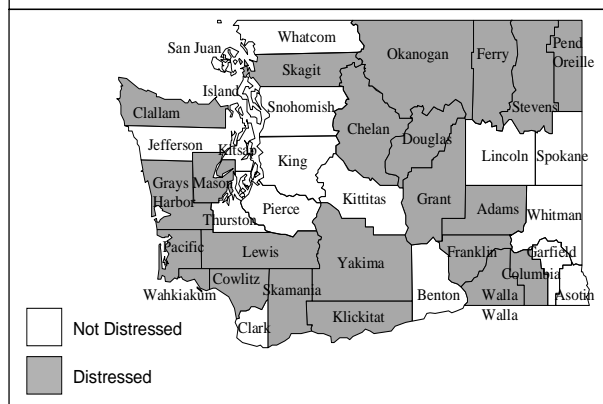 Whatcom
San Juan
Skagit
Okanogan
Ferry
Pend
Oreille
Island
Stevens
Clallam
Snohomish
Chelan
Douglas
Jefferson
Kitsap
King
Lincoln
Spokane
Grays
Harbor
Mason
Kittitas
Grant
Adams
Whitman
Pierce
Thurston
Pacific
Lewis
Yakima
Franklin
Garfield
Columbia
Wahkiakum
Cowlitz
Skamania
Benton
Walla
Walla
Asotin
Clark
Klickitat
Not Distressed
Distressed